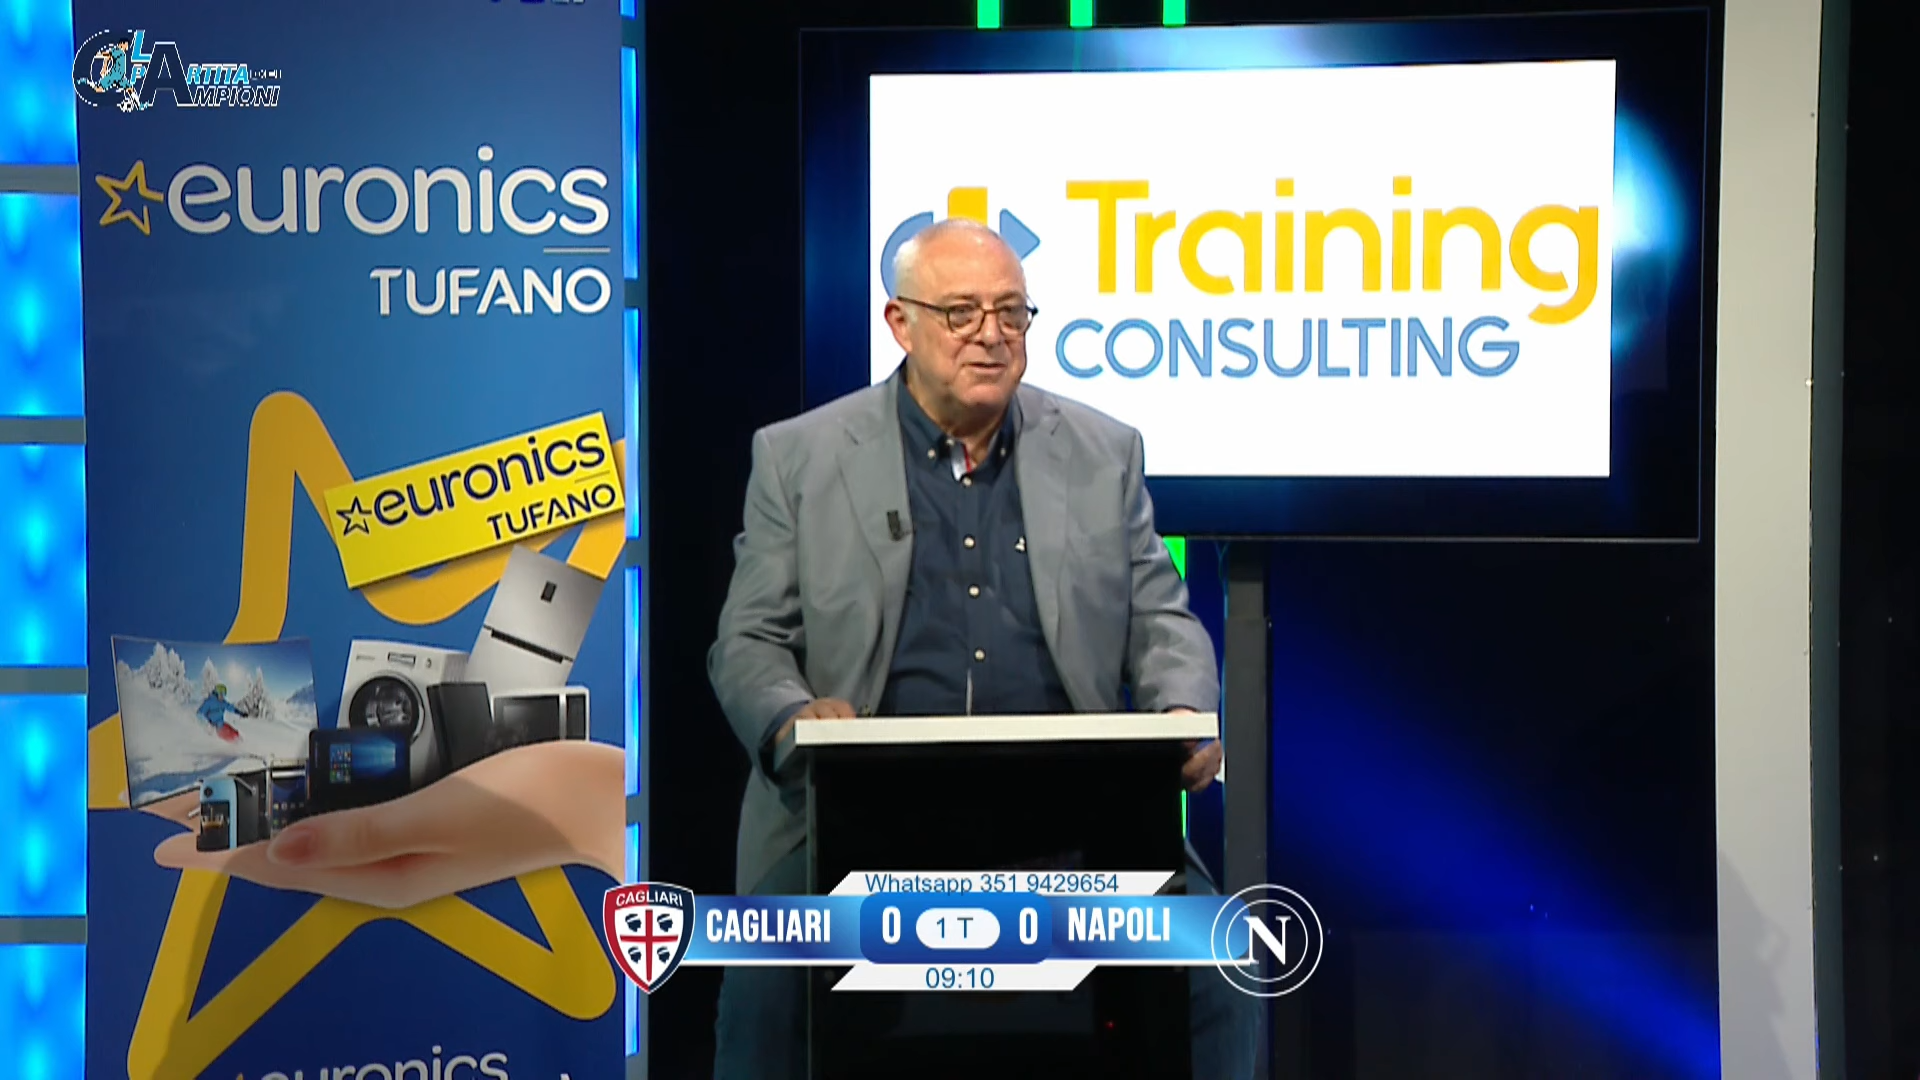 LA PARTITA DEI
CAMPIONI
euronics
TUFANO
euronics
TUFANO
Training
CONSULTING
Whatsapp 351 9429654
CAGLIARI
CAGLIARI 0 1 T 0 NAPOLI
N
09:10
euronics